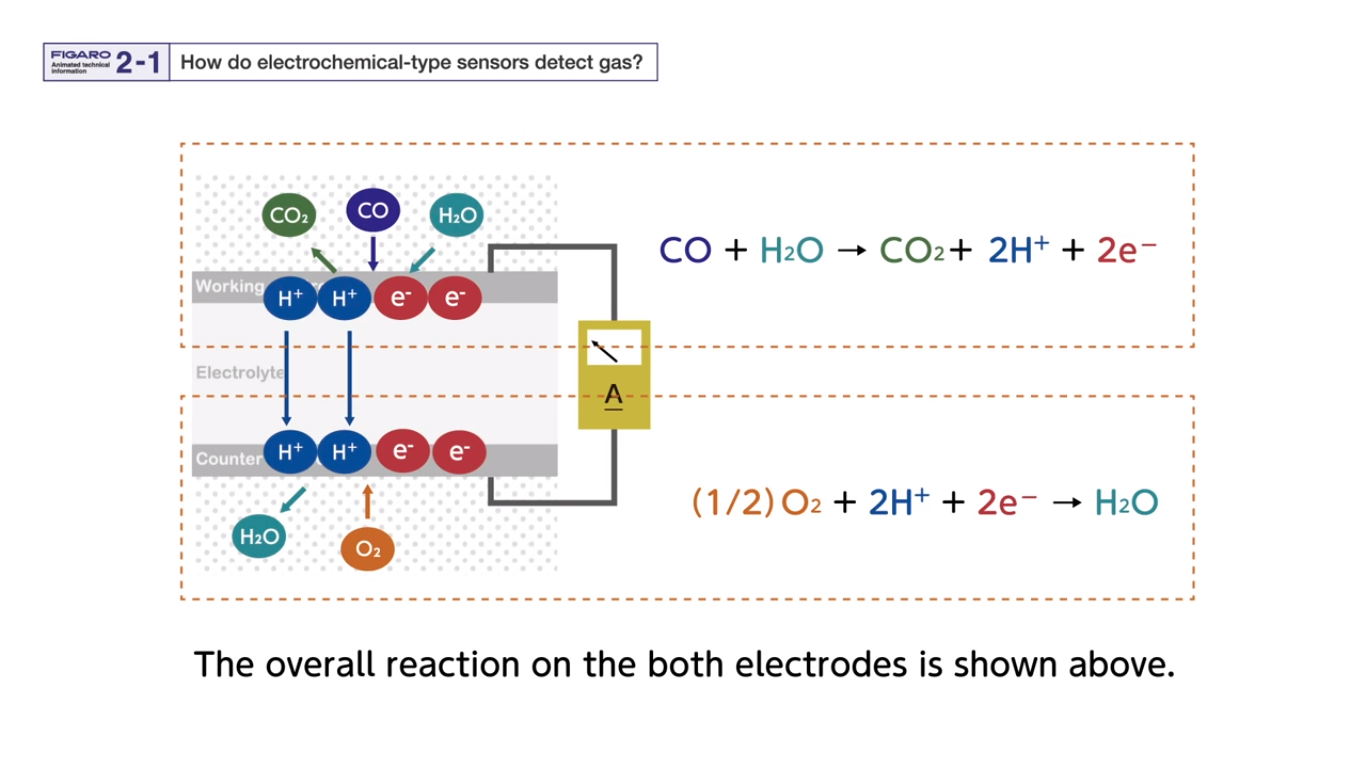 FIGARO
Animated technical
information
2-1
How do electrochemical-type sensors detect gas?
CO₂
CO
H₂O
Working
H⁺
H⁺
e⁻
e⁻
CO + H₂O → CO₂ + 2H⁺ + 2e⁻
Electrolyte
A
Counter
H⁺
H⁺
e⁻
e⁻
(1/2) O₂ + 2H⁺ + 2e⁻ → H₂O
H₂O
O₂
The overall reaction on the both electrodes is shown above.